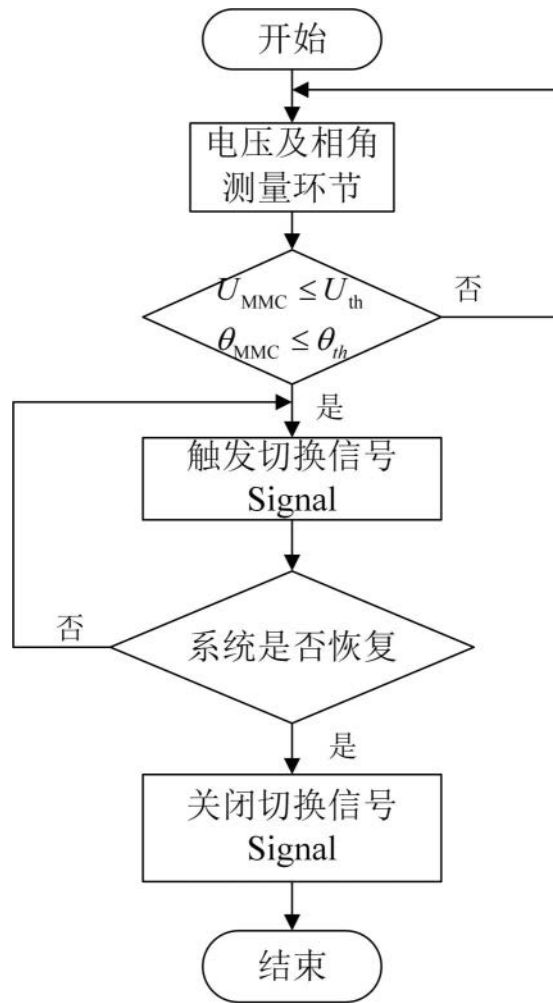 开始
电压及相角
测量环节
U_MMC ≤ U_th
否
θ_MMC ≤ θ_th
是
触发切换信号
Signal
否
系统是否恢复
是
关闭切换信号
Signal
结束